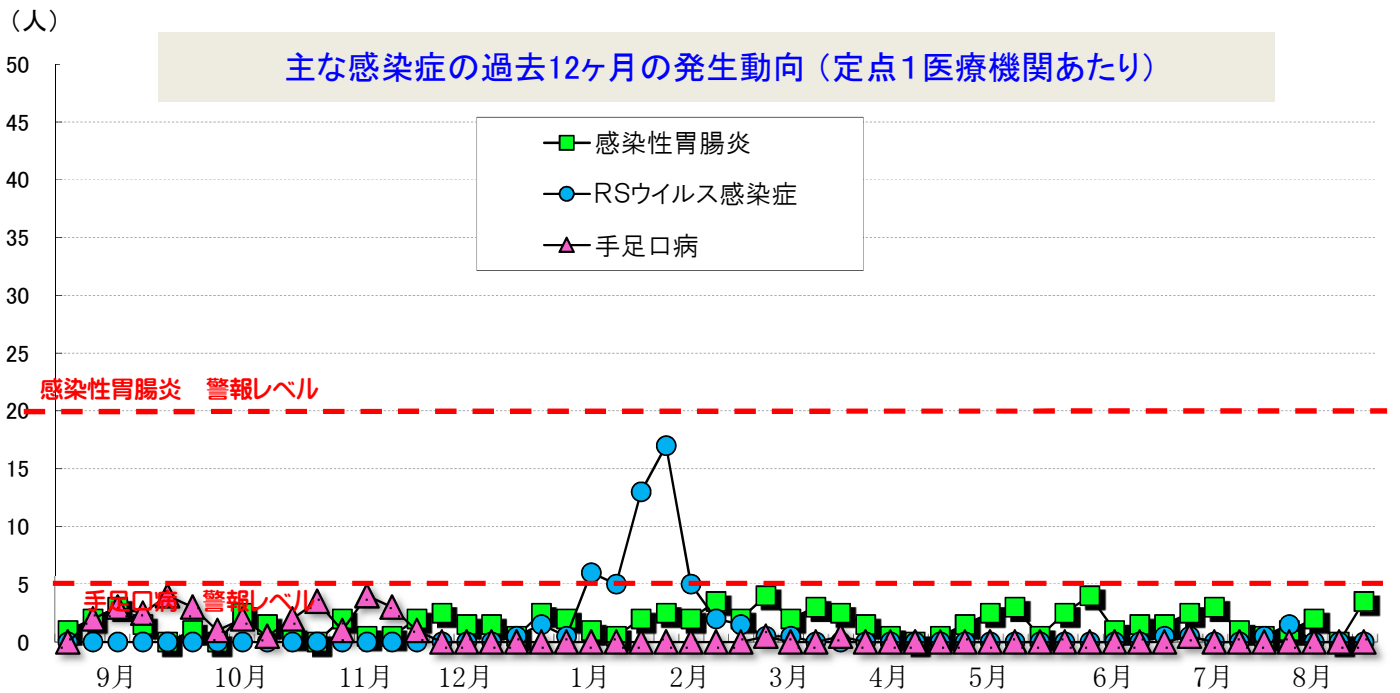 （人）
主な感染症の過去12ヶ月の発生動向（定点１医療機関あたり）
50
45
40
35
30
25
20
15
10
5
0
感染性胃腸炎
RSウイルス感染症
手足口病
感染性胃腸炎　警報レベル
手足口病　警報レベル
9月 10月 11月 12月 1月 2月 3月 4月 5月 6月 7月 8月